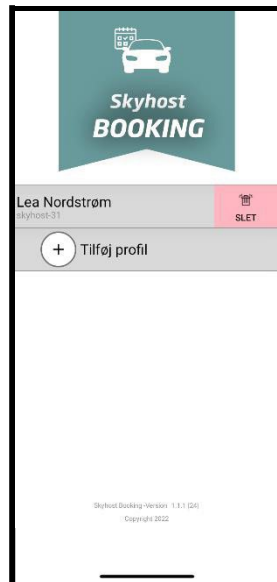 Skyhost
BOOKING
Lea Nordstrøm
skyhost-31
SLET
+ Tilføj profil
Skyhost Booking -Version 1.1.1 (24)
Copyright 2022